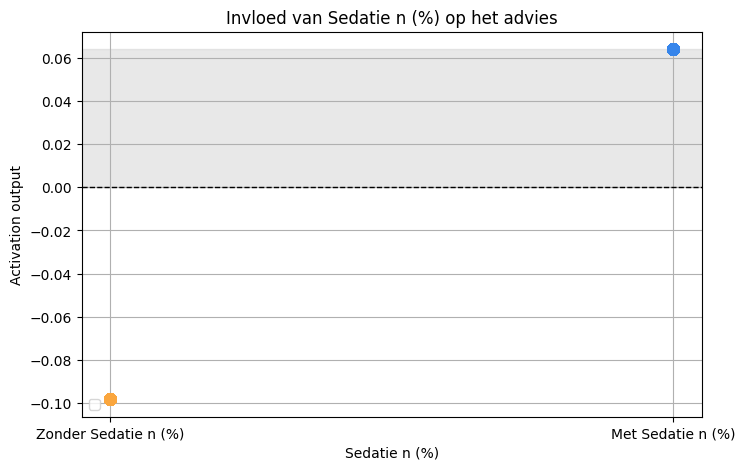 Invloed van Sedatie n (%) op het advies
Activation output
0.06
0.04
0.02
0.00
−0.02
−0.04
−0.06
−0.08
−0.10
Zonder Sedatie n (%)
Met Sedatie n (%)
Sedatie n (%)